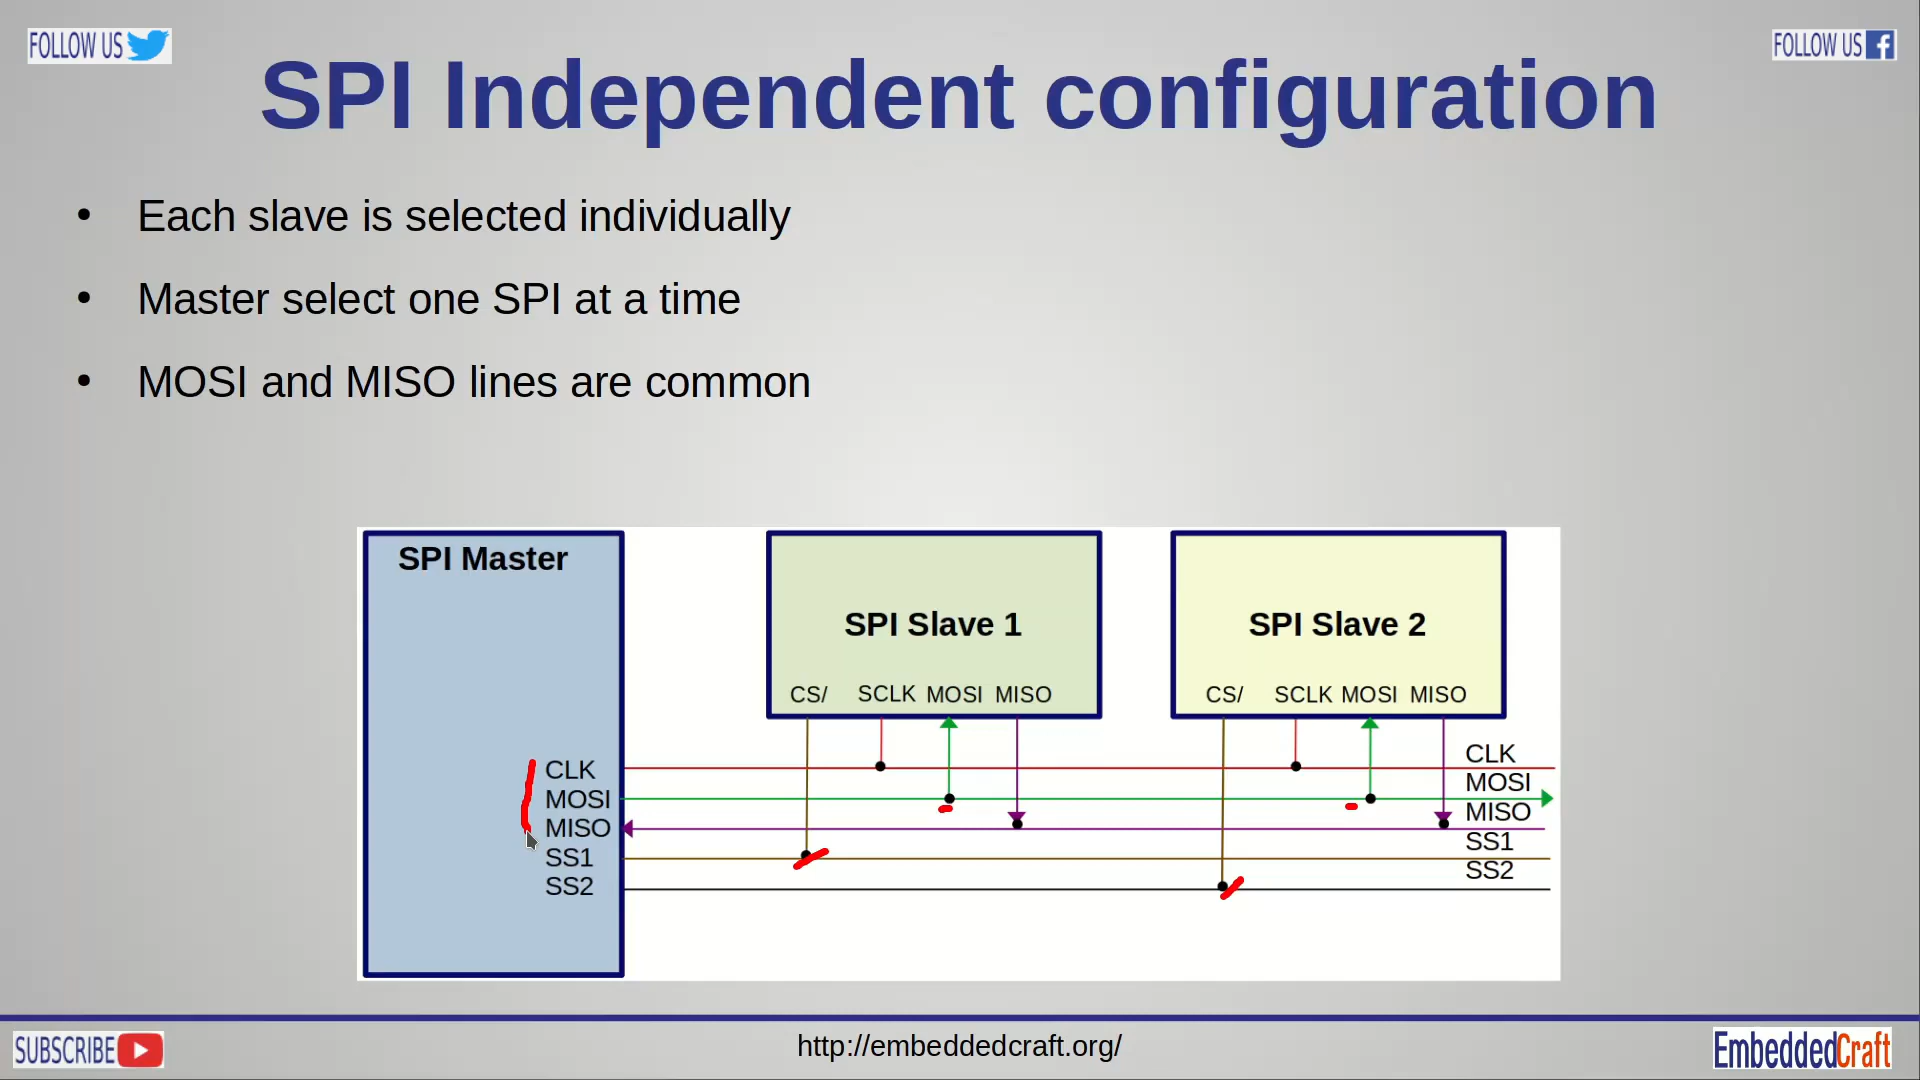 FOLLOW US
FOLLOW US
SPI Independent configuration
• Each slave is selected individually
• Master select one SPI at a time
• MOSI and MISO lines are common
SPI Master
SPI Slave 1
SPI Slave 2
CS/ SCLK MOSI MISO
CS/ SCLK MOSI MISO
CLK
MOSI
MISO
SS1
SS2
CLK
MOSI
MISO
SS1
SS2
SUBSCRIBE
http://embeddedcraft.org/
EmbeddedCraft